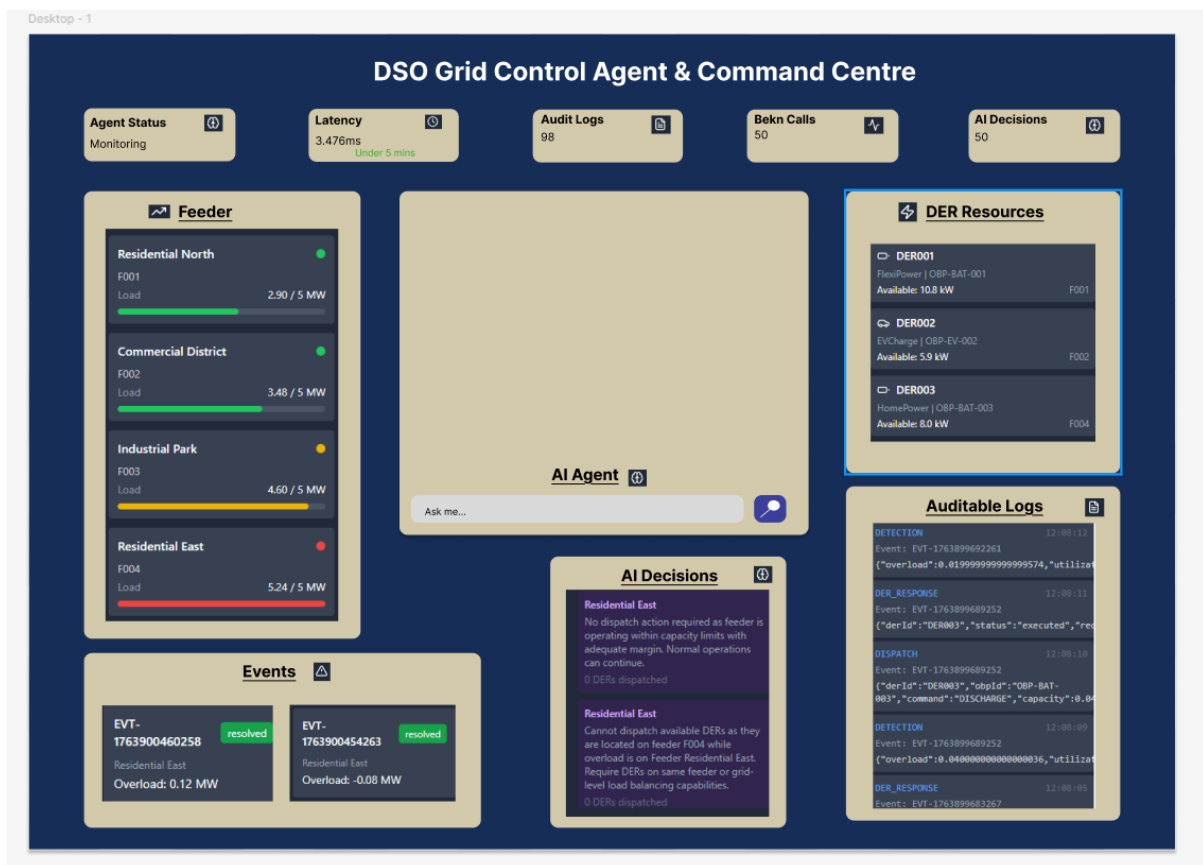 Desktop - 1
DSO Grid Control Agent & Command Centre
Agent Status
Monitoring
Latency
3.476ms
Under 5 mins
Audit Logs
98
Bekn Calls
50
AI Decisions
50
Feeder
Residential North
F001
Load 2.90 / 5 MW
Commercial District
F002
Load 3.48 / 5 MW
Industrial Park
F003
Load 4.60 / 5 MW
Residential East
F004
Load 5.24 / 5 MW
AI Agent
Ask me...
DER Resources
DER001
FlexiPower | OBP-BAT-001
Available: 10.8 kW F001
DER002
EVCharge | OBP-EV-002
Available: 5.9 kW F002
DER003
HomePower | OBP-BAT-003
Available: 8.0 kW F004
Events
EVT-
1763900460258
resolved
Residential East
Overload: 0.12 MW
EVT-
1763900454263
resolved
Residential East
Overload: -0.08 MW
AI Decisions
Residential East
No dispatch action required as feeder is
operating within capacity limits with
adequate margin. Normal operations
can continue.
0 DERs dispatched
Residential East
Cannot dispatch available DERs as they
are located on feeder F004 while
overload is on Feeder Residential East.
Require DERs on same feeder or grid-
level load balancing capabilities.
0 DERs dispatched
Auditable Logs
DETECTION 12:08:12
Event: EVT-1763899692261
{"overload":0.019999999999999574,"utilizat
DER_RESPONSE 12:08:11
Event: EVT-1763899689252
{"derId":"DER003","status":"executed","rec
DISPATCH 12:08:10
Event: EVT-1763899689252
{"derId":"DER003","obpId":"OBP-BAT-
003","command":"DISCHARGE","capacity":0.04
DETECTION 12:08:09
Event: EVT-1763899689252
{"overload":0.040000000000000036,"utilizat
DER_RESPONSE 12:08:05
Event: EVT-1763899683267